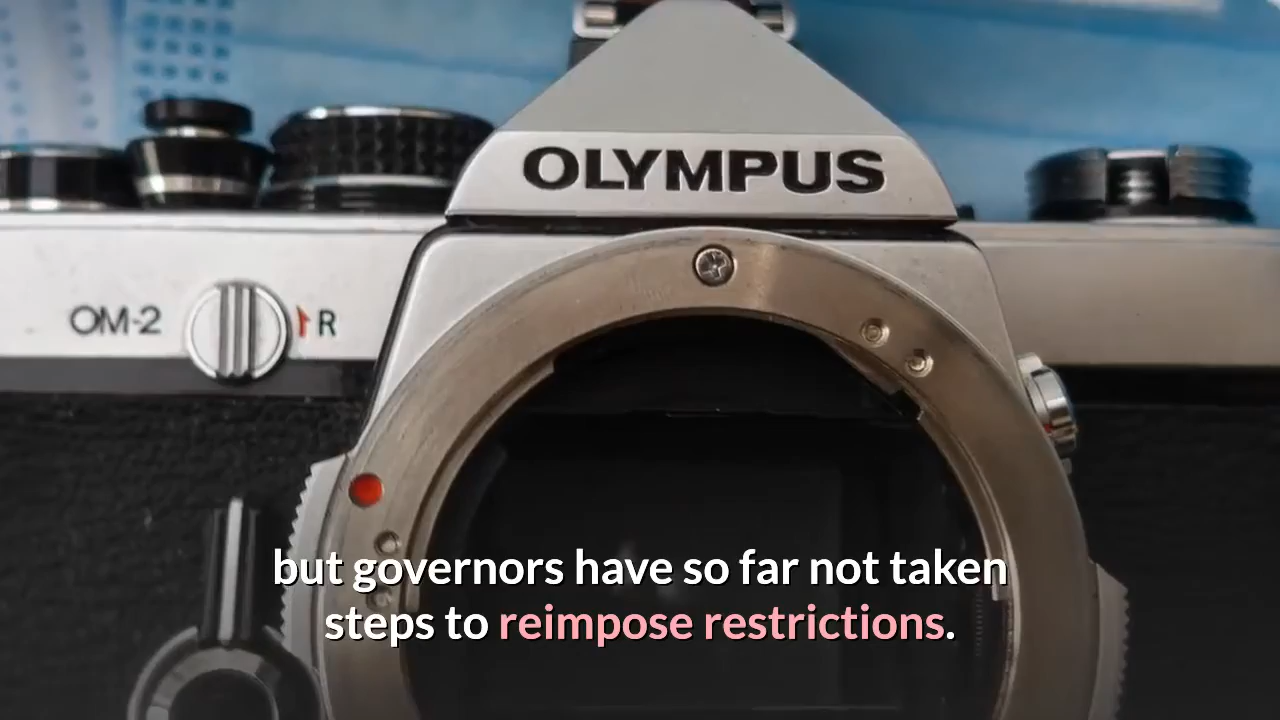 OLYMPUS
OM-2
R
but governors have so far not taken
steps to reimpose restrictions.